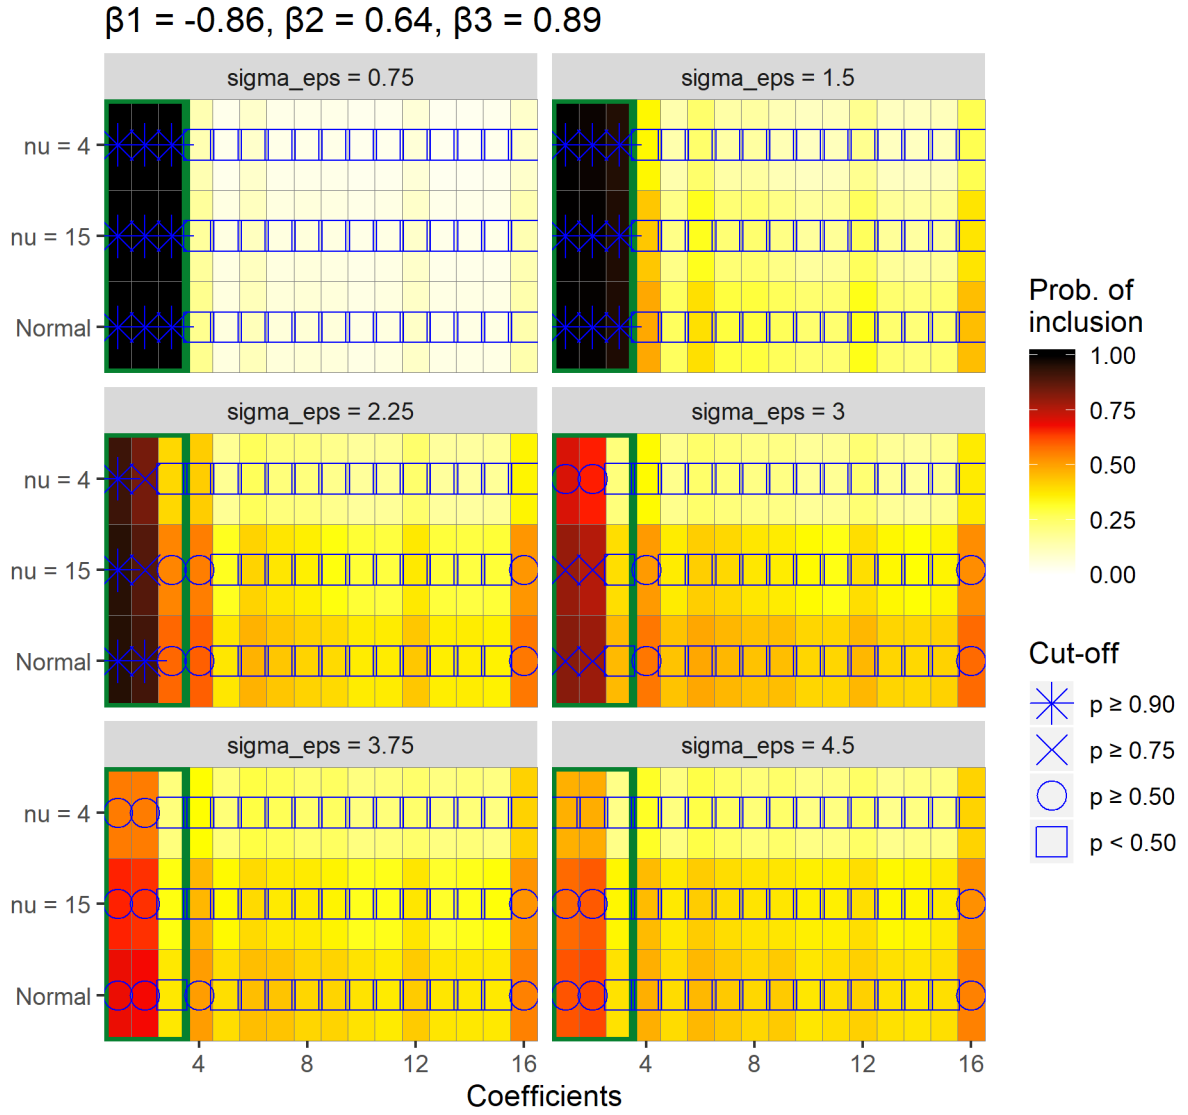 β1 = -0.86, β2 = 0.64, β3 = 0.89
sigma_eps = 0.75
sigma_eps = 1.5
nu = 4
nu = 15
Normal
sigma_eps = 2.25
sigma_eps = 3
nu = 4
nu = 15
Normal
sigma_eps = 3.75
sigma_eps = 4.5
nu = 4
nu = 15
Normal
4 8 12 16 4 8 12 16
Coefficients
Prob. of
inclusion
1.00
0.75
0.50
0.25
0.00
Cut-off
p ≥ 0.90
p ≥ 0.75
p ≥ 0.50
p < 0.50